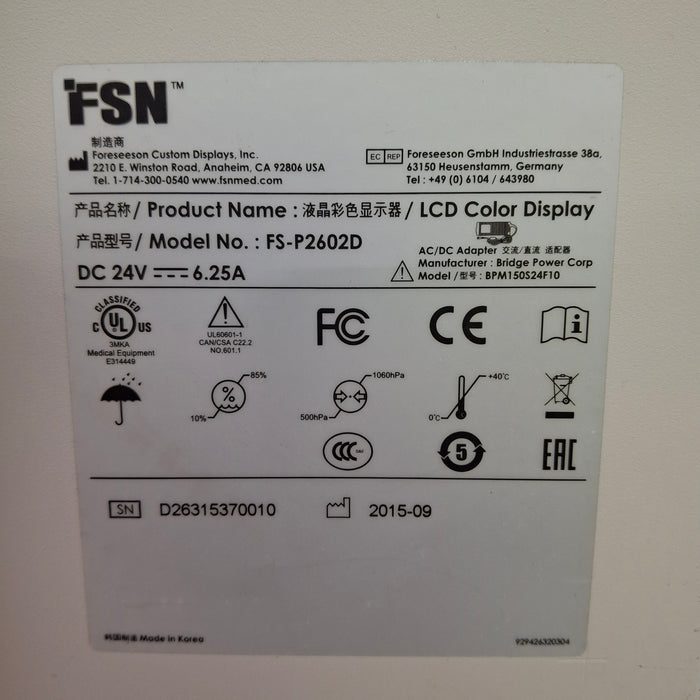 FSN™
制造商
Foreseeson Custom Displays, Inc.
2210 E. Winston Road, Anaheim, CA 92806 USA
Tel. 1-714-300-0540 www.fsnmed.com
EC REP Foreseeson GmbH Industriestrasse 38a,
63150 Heusenstamm, Germany
Tel : +49 (0) 6104 / 643980
产品名称/ Product Name : 液晶彩色显示器/ LCD Color Display
产品型号/ Model No. : FS-P2602D
DC 24V 6.25A
AC/DC Adapter 交流/直流 适配器
Manufacturer : Bridge Power Corp
Model /型号: BPM150S24F10
CLASSIFIED
C UL US
3MKA
Medical Equipment
E314449
UL60601-1
CAN/CSA C22.2
NO.601.1
FC
CE
i
10% % 85%
500hPa 1060hPa
0℃ +40℃
CCC
5
EAC
SN D26315370010
2015-09
韩国制造 Made in Korea
929426320304